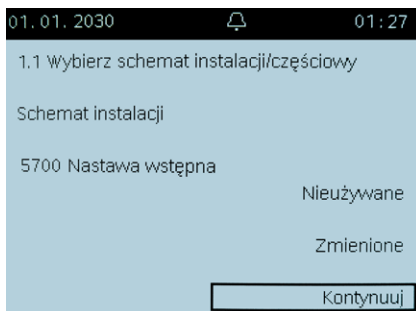 01. 01. 2030 01:27
1.1 Wybierz schemat instalacji/częściowy
Schemat instalacji
5700 Nastawa wstępna
Nieużywane
Zmienione
Kontynuuj